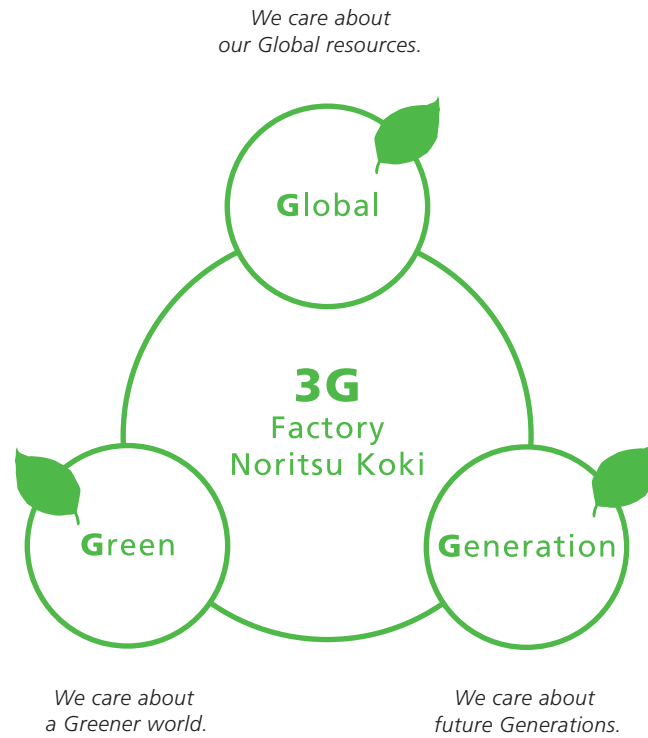 We care about
our Global resources.
Global
3G
Factory
Noritsu Koki
Green
Generation
We care about
a Greener world.
We care about
future Generations.